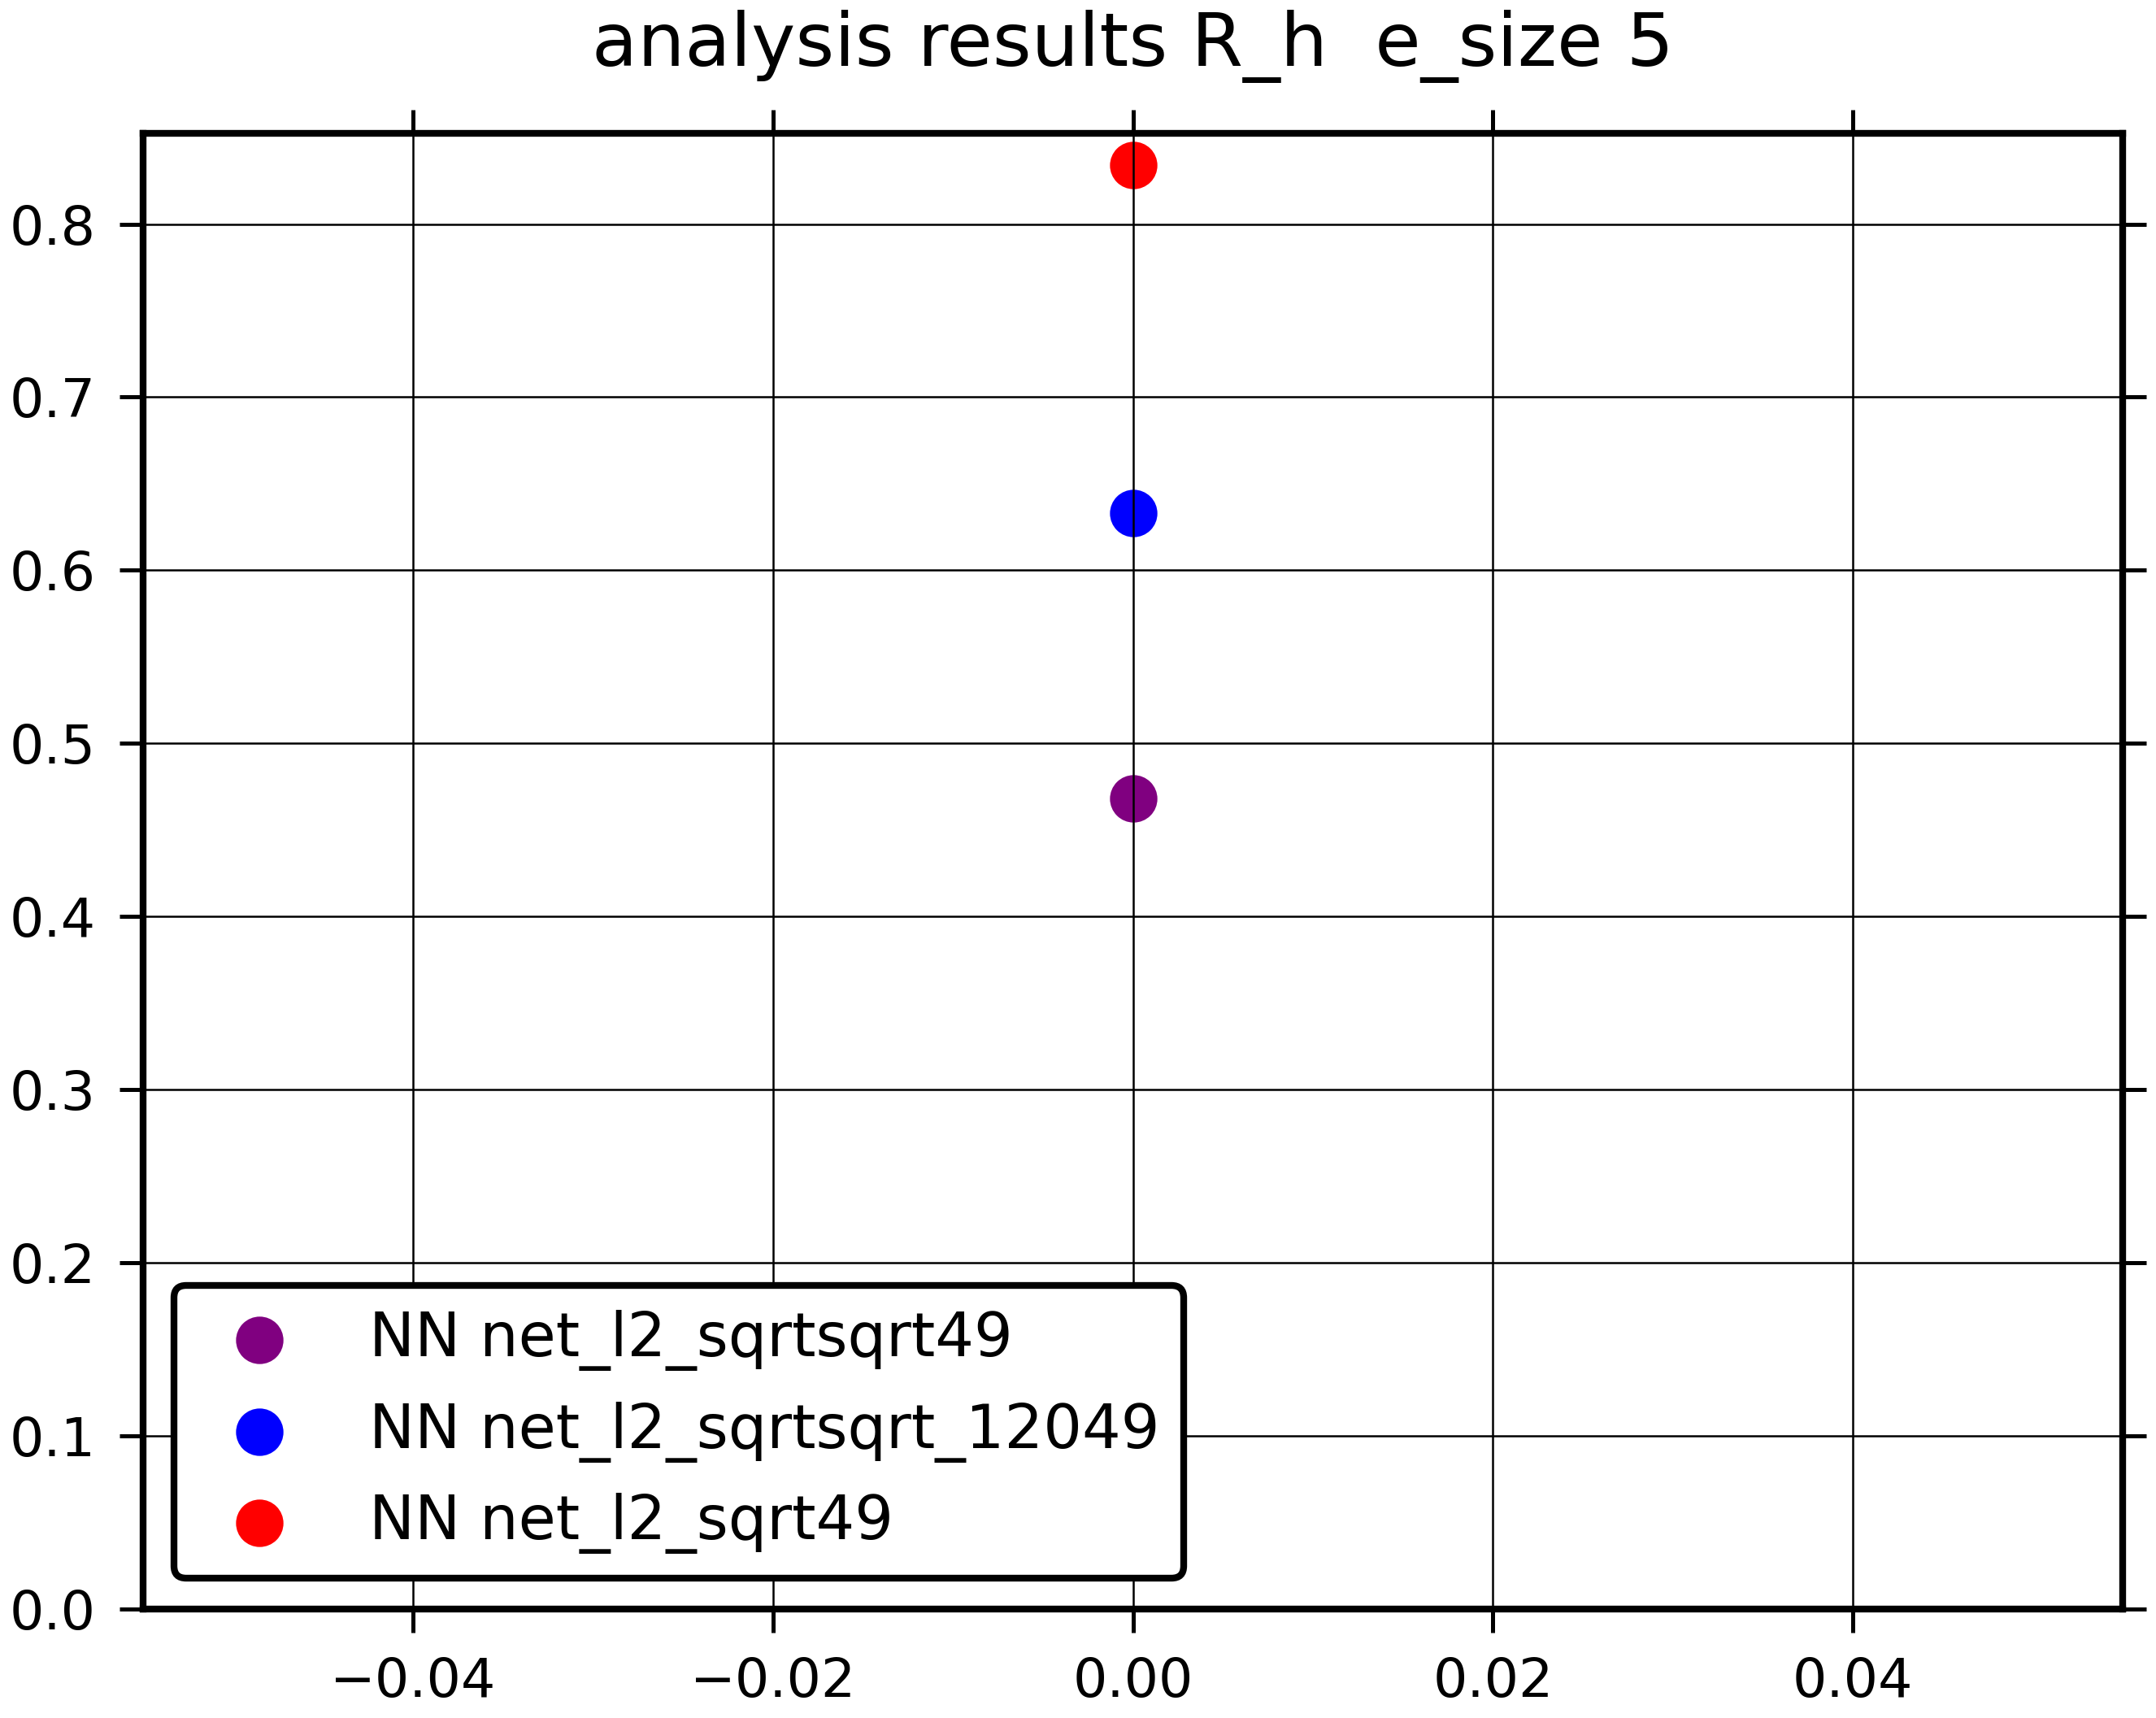 analysis results R_h  e_size 5
0.8
0.7
0.6
0.5
0.4
0.3
0.2
0.1
0.0
NN net_l2_sqrtsqrt49
NN net_l2_sqrtsqrt_12049
NN net_l2_sqrt49
−0.04 −0.02 0.00 0.02 0.04